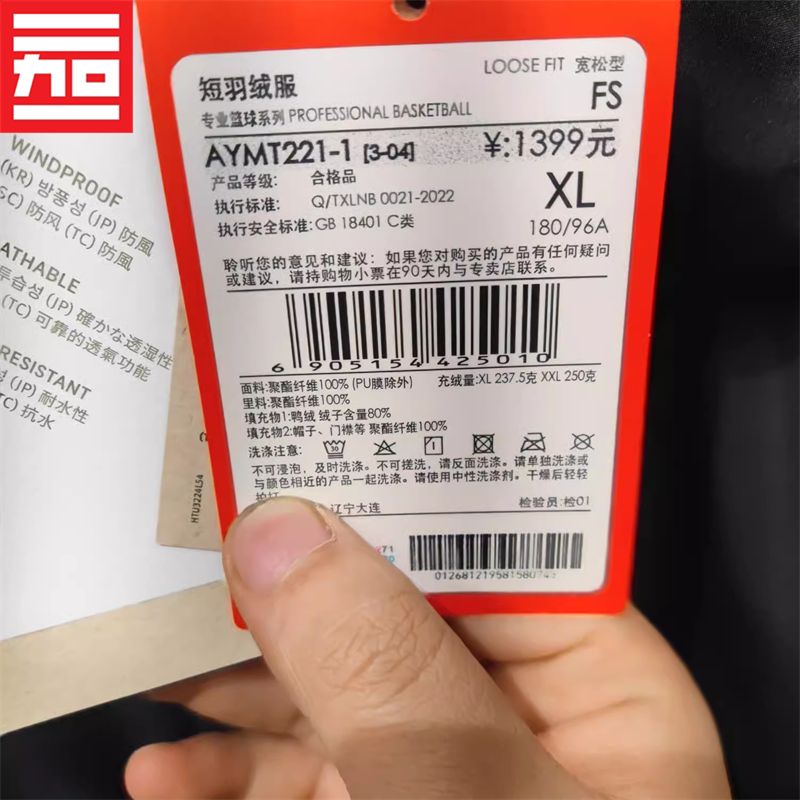 加
WINDPROOF
(KR) 방풍성 (JP) 防風
SC) 防风 (TC) 防風
ATHABLE
투습성 (JP) 確かな透湿性
(TC) 可靠的透氣功能
RESISTANT
(JP) 耐水性
TC) 抗水
HTU3224L54
LOOSE FIT 宽松型
短羽绒服
FS
专业篮球系列 PROFESSIONAL BASKETBALL
AYMT221-1 [3-04]
¥:1399元
产品等级: 合格品
XL
执行标准: Q/TXLNB 0021-2022
执行安全标准: GB 18401 C类
180/96A
聆听您的意见和建议：如果您对购买的产品有任何疑问
或建议，请持购物小票在90天内与专卖店联系。
6 905154 425010
面料:聚酯纤维100% (PU膜除外) 充绒量:XL 237.5克 XXL 250克
里料:聚酯纤维100%
填充物1:鸭绒 绒子含量80%
填充物2:帽子、门襟等 聚酯纤维100%
洗涤注意: 30
不可浸泡，及时洗涤。不可搓洗，请反面洗涤。请单独洗涤或
与颜色相近的产品一起洗涤。请使用中性洗涤剂。干燥后轻轻
拍打
辽宁大连 检验员:检01
71